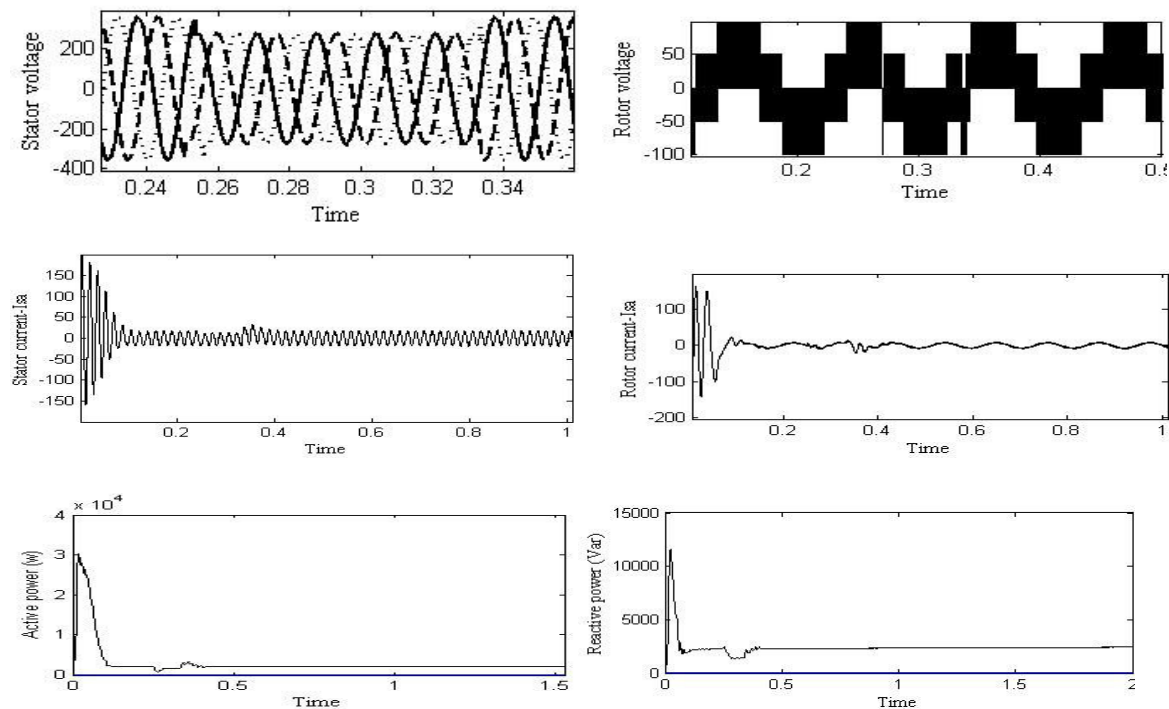 Stator voltage
200
0
-200
-400
0.24 0.26 0.28 0.3 0.32 0.34
Time
Rotor voltage
50
0
-50
-100
0.2 0.3 0.4 0.5
Time
Stator current-Isa
150
100
50
0
-50
-100
-150
0.2 0.4 0.6 0.8 1
Time
Rotor current-Isa
100
0
-100
-200
0.2 0.4 0.6 0.8 1
Time
Active power (w)
× 10^4
4
3
2
1
0
0 0.5 1 1.5
Time
Reactive power (Var)
15000
10000
5000
0
0 0.5 1 1.5 2
Time